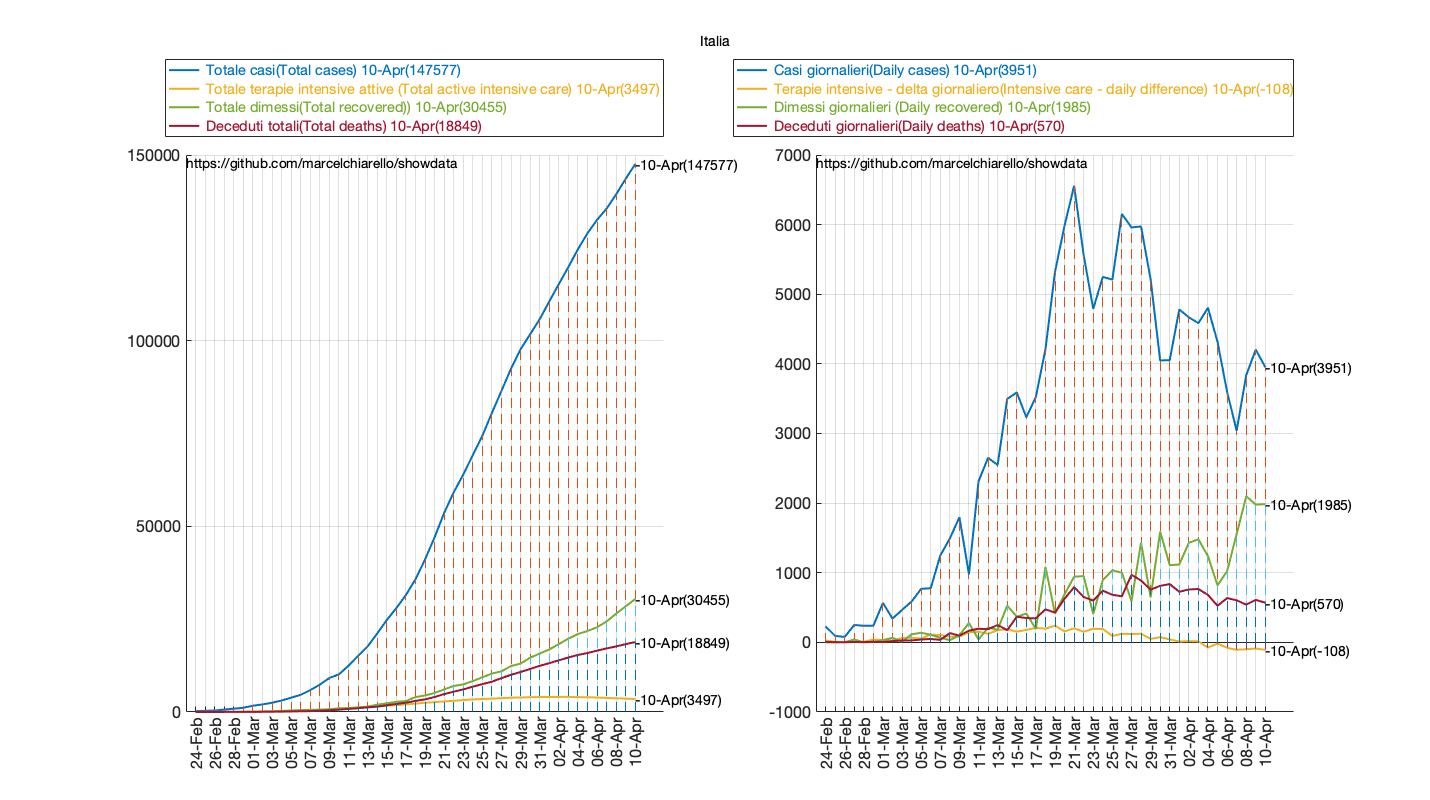 Italia
Totale casi(Total cases) 10-Apr(147577)
Totale terapie intensive attive (Total active intensive care) 10-Apr(3497)
Totale dimessi(Total recovered)) 10-Apr(30455)
Deceduti totali(Total deaths) 10-Apr(18849)
150000
https://github.com/marcelchiarello/showdata
10-Apr(147577)
100000
50000
10-Apr(30455)
10-Apr(18849)
10-Apr(3497)
0
24-Feb
26-Feb
28-Feb
01-Mar
03-Mar
05-Mar
07-Mar
09-Mar
11-Mar
13-Mar
15-Mar
17-Mar
19-Mar
21-Mar
23-Mar
25-Mar
27-Mar
29-Mar
31-Mar
02-Apr
04-Apr
06-Apr
08-Apr
10-Apr
Casi giornalieri(Daily cases) 10-Apr(3951)
Terapie intensive - delta giornaliero(Intensive care - daily difference) 10-Apr(-108)
Dimessi giornalieri (Daily recovered) 10-Apr(1985)
Deceduti giornalieri(Daily deaths) 10-Apr(570)
7000
https://github.com/marcelchiarello/showdata
6000
5000
4000
10-Apr(3951)
3000
2000
10-Apr(1985)
1000
10-Apr(570)
0
10-Apr(-108)
-1000
24-Feb
26-Feb
28-Feb
01-Mar
03-Mar
05-Mar
07-Mar
09-Mar
11-Mar
13-Mar
15-Mar
17-Mar
19-Mar
21-Mar
23-Mar
25-Mar
27-Mar
29-Mar
31-Mar
02-Apr
04-Apr
06-Apr
08-Apr
10-Apr